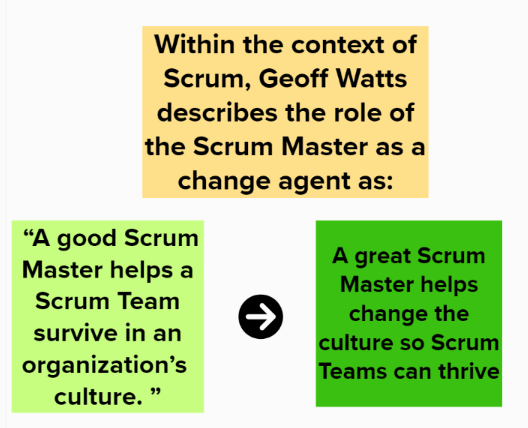 Within the context of
Scrum, Geoff Watts
describes the role of
the Scrum Master as a
change agent as:
“A good Scrum
Master helps a
Scrum Team
survive in an
organization’s
culture. ”
A great Scrum
Master helps
change the
culture so Scrum
Teams can thrive